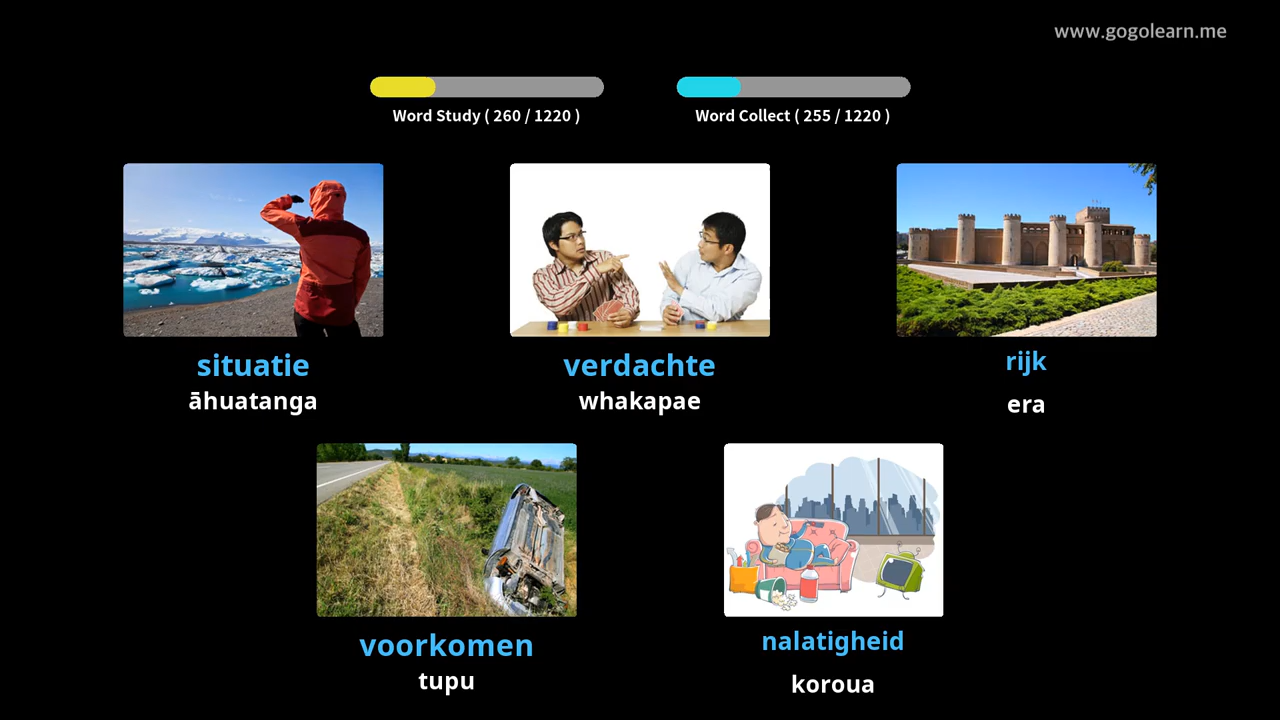 www.gogolearn.me
Word Study ( 260 / 1220 )
Word Collect ( 255 / 1220 )
situatie
āhuatanga
verdachte
whakapae
rijk
era
voorkomen
tupu
nalatigheid
koroua